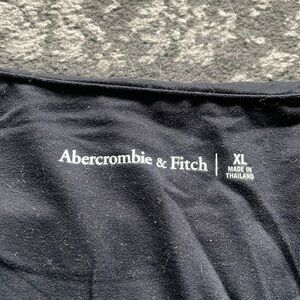 Abercrombie & Fitch | XL
MADE IN
THAILAND